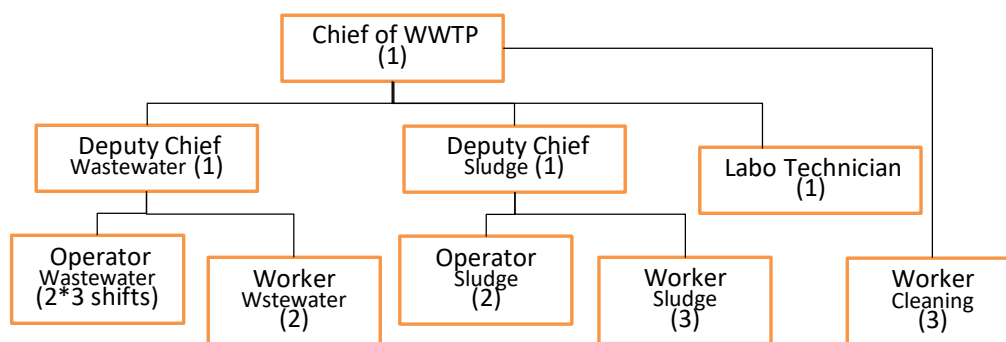 Chief of WWTP
(1)
Deputy Chief
Wastewater (1)
Deputy Chief
Sludge (1)
Labo Technician
(1)
Operator
Wastewater
(2*3 shifts)
Worker
Wstewater
(2)
Operator
Sludge
(2)
Worker
Sludge
(3)
Worker
Cleaning
(3)